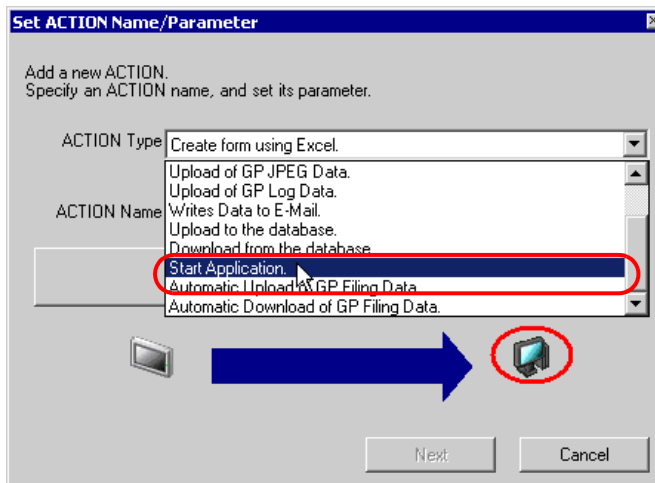 Set ACTION Name/Parameter
Add a new ACTION.
Specify an ACTION name, and set its parameter.
ACTION Type
Create form using Excel.
Upload of GP JPEG Data.
Upload of GP Log Data.
ACTION Name
Writes Data to E-Mail.
Upload to the database.
Download from the database.
Start Application.
Automatic Upload of GP Filing Data.
Automatic Download of GP Filing Data.
Next
Cancel